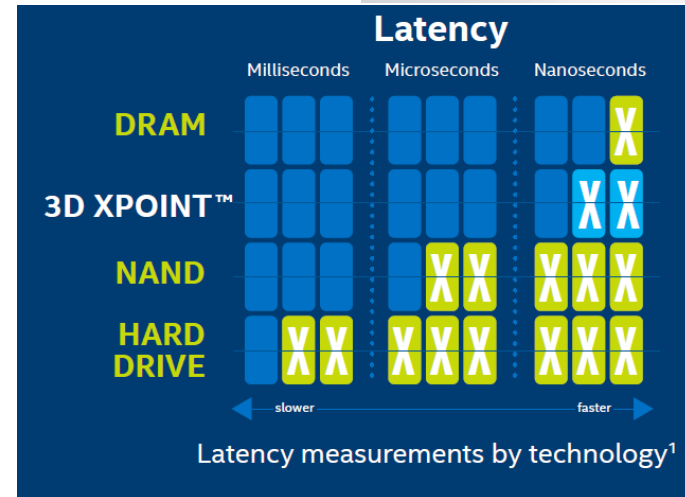 Latency
Milliseconds Microseconds Nanoseconds
DRAM X
3D XPOINT™ X X
NAND X X X X X
HARD X X X X X X X X
DRIVE
slower faster
Latency measurements by technology¹